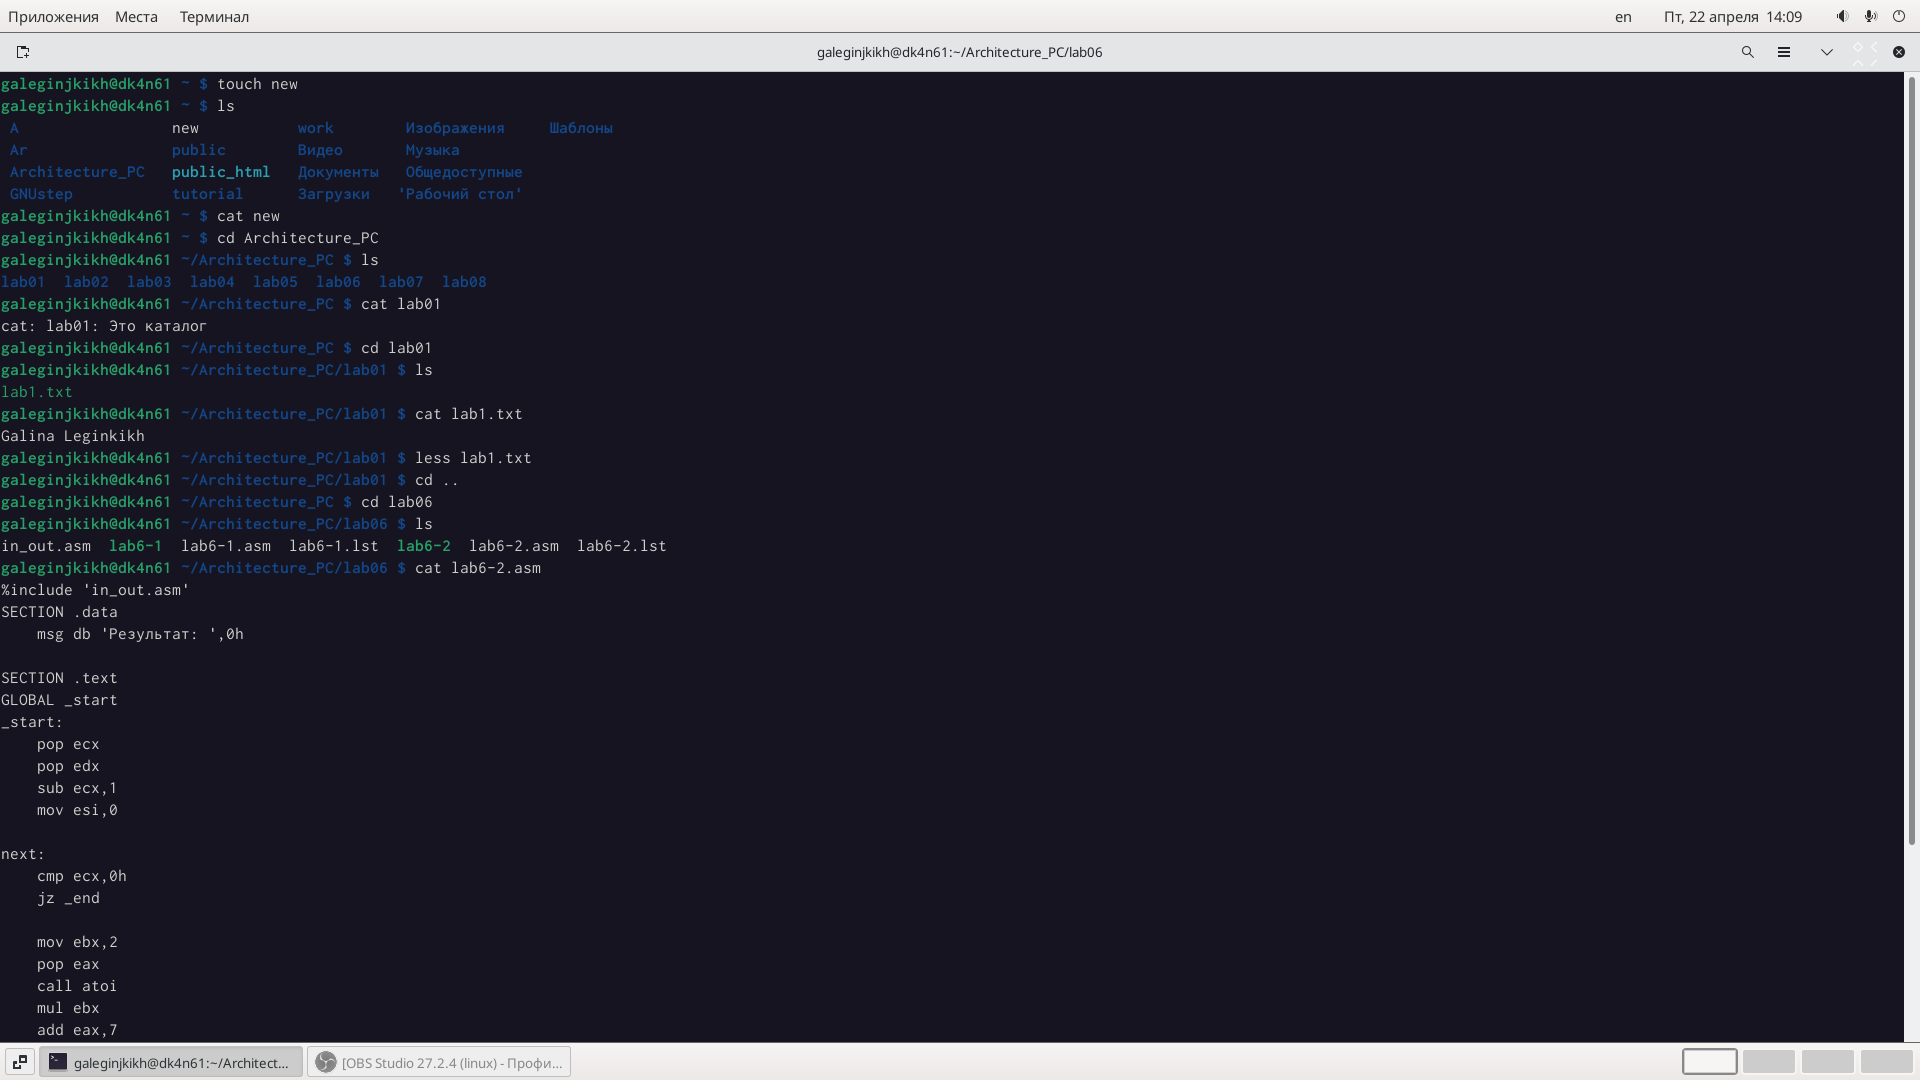 Приложения Места Терминал en Пт, 22 апреля 14:09
galeginjkikh@dk4n61:~/Architecture_PC/lab06
galeginjkikh@dk4n61 ~ $ touch new
galeginjkikh@dk4n61 ~ $ ls
A new work Изображения Шаблоны
Ar public Видео Музыка
Architecture_PC public_html Документы Общедоступные
GNUstep tutorial Загрузки 'Рабочий стол'
galeginjkikh@dk4n61 ~ $ cat new
galeginjkikh@dk4n61 ~ $ cd Architecture_PC
galeginjkikh@dk4n61 ~/Architecture_PC $ ls
lab01 lab02 lab03 lab04 lab05 lab06 lab07 lab08
galeginjkikh@dk4n61 ~/Architecture_PC $ cat lab01
cat: lab01: Это каталог
galeginjkikh@dk4n61 ~/Architecture_PC $ cd lab01
galeginjkikh@dk4n61 ~/Architecture_PC/lab01 $ ls
lab1.txt
galeginjkikh@dk4n61 ~/Architecture_PC/lab01 $ cat lab1.txt
Galina Leginkikh
galeginjkikh@dk4n61 ~/Architecture_PC/lab01 $ less lab1.txt
galeginjkikh@dk4n61 ~/Architecture_PC/lab01 $ cd ..
galeginjkikh@dk4n61 ~/Architecture_PC $ cd lab06
galeginjkikh@dk4n61 ~/Architecture_PC/lab06 $ ls
in_out.asm lab6-1 lab6-1.asm lab6-1.lst lab6-2 lab6-2.asm lab6-2.lst
galeginjkikh@dk4n61 ~/Architecture_PC/lab06 $ cat lab6-2.asm
%include 'in_out.asm'
SECTION .data
msg db 'Результат: ',0h
SECTION .text
GLOBAL _start
_start:
pop ecx
pop edx
sub ecx,1
mov esi,0
next:
cmp ecx,0h
jz _end
mov ebx,2
pop eax
call atoi
mul ebx
add eax,7
galeginjkikh@dk4n61:~/Architect... [OBS Studio 27.2.4 (linux) - Профи...